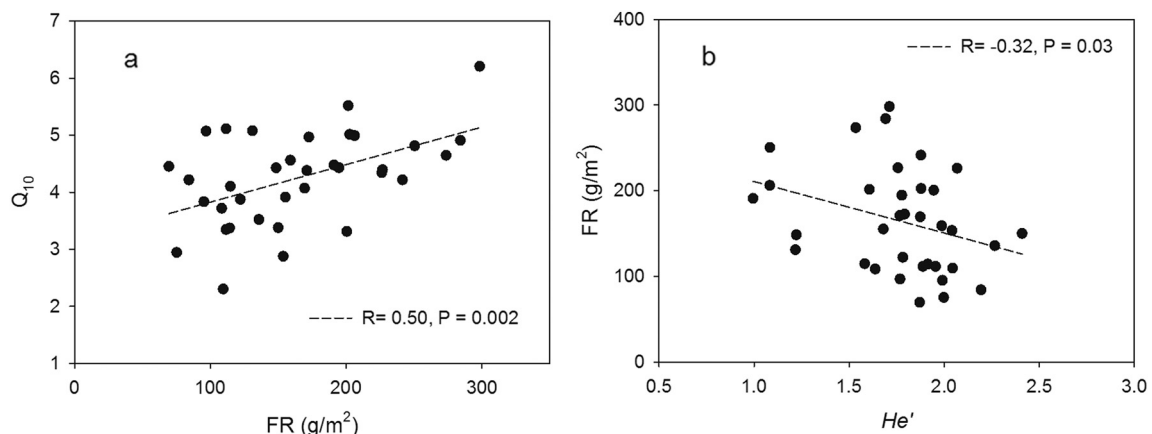 a
7
6
5
4
3
2
1
Q10
R= 0.50, P = 0.002
0 100 200 300
FR (g/m2)
b
400
300
200
100
0
FR (g/m2)
R= -0.32, P = 0.03
0.5 1.0 1.5 2.0 2.5 3.0
He'